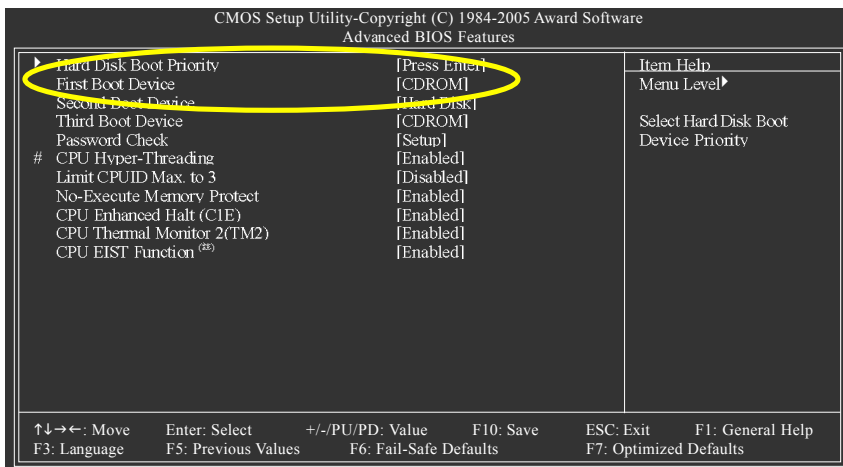 CMOS Setup Utility-Copyright (C) 1984-2005 Award Software
Advanced BIOS Features
Hard Disk Boot Priority [Press Enter] Item Help
First Boot Device [CDROM] Menu Level
Second Boot Device [Hard Disk]
Third Boot Device [CDROM] Select Hard Disk Boot
Password Check [Setup] Device Priority
# CPU Hyper-Threading [Enabled]
Limit CPUID Max. to 3 [Disabled]
No-Execute Memory Protect [Enabled]
CPU Enhanced Halt (C1E) [Enabled]
CPU Thermal Monitor 2(TM2) [Enabled]
CPU EIST Function (註) [Enabled]
↑↓→←: Move Enter: Select +/-/PU/PD: Value F10: Save ESC: Exit F1: General Help
F3: Language F5: Previous Values F6: Fail-Safe Defaults F7: Optimized Defaults